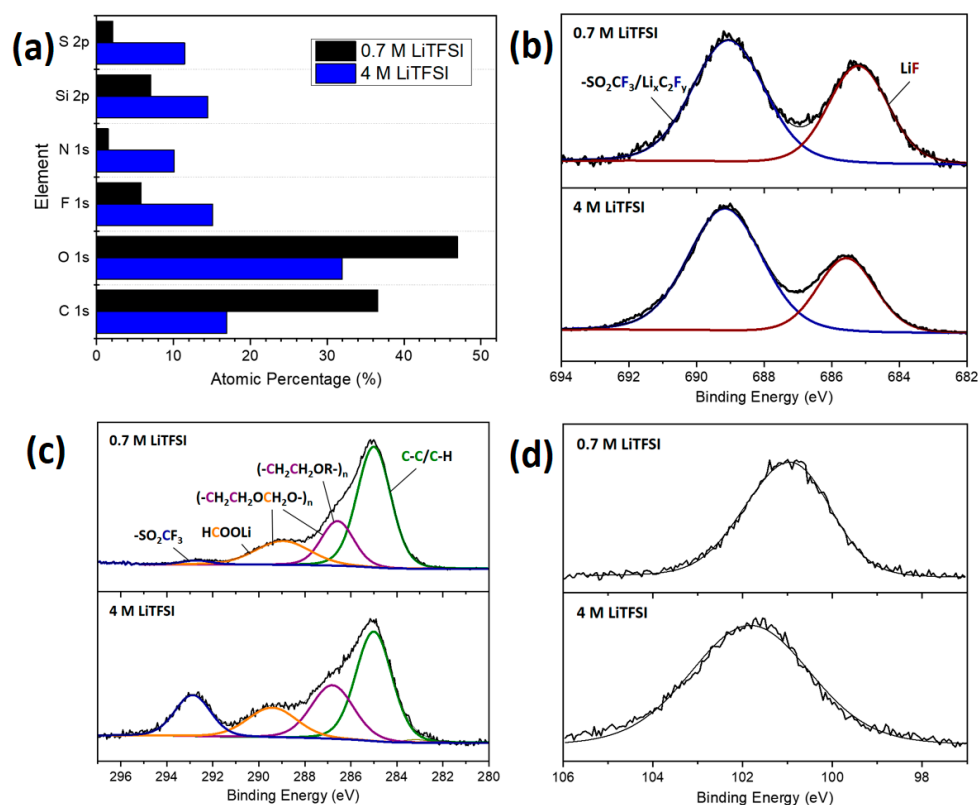 (a)
S 2p
Si 2p
N 1s
F 1s
O 1s
C 1s
Element
0.7 M LiTFSI
4 M LiTFSI
0 10 20 30 40 50
Atomic Percentage (%)
(b)
0.7 M LiTFSI
-SO₂CF₃/LiₓC₂Fᵧ
LiF
4 M LiTFSI
694 692 690 688 686 684 682
Binding Energy (eV)
(c)
0.7 M LiTFSI
C-C/C-H
(-CH₂CH₂OR-)ₙ
(-CH₂CH₂OCH₂O-)ₙ
HCOOLi
-SO₂CF₃
4 M LiTFSI
296 294 292 290 288 286 284 282 280
Binding Energy (eV)
(d)
0.7 M LiTFSI
4 M LiTFSI
106 104 102 100 98
Binding Energy (eV)